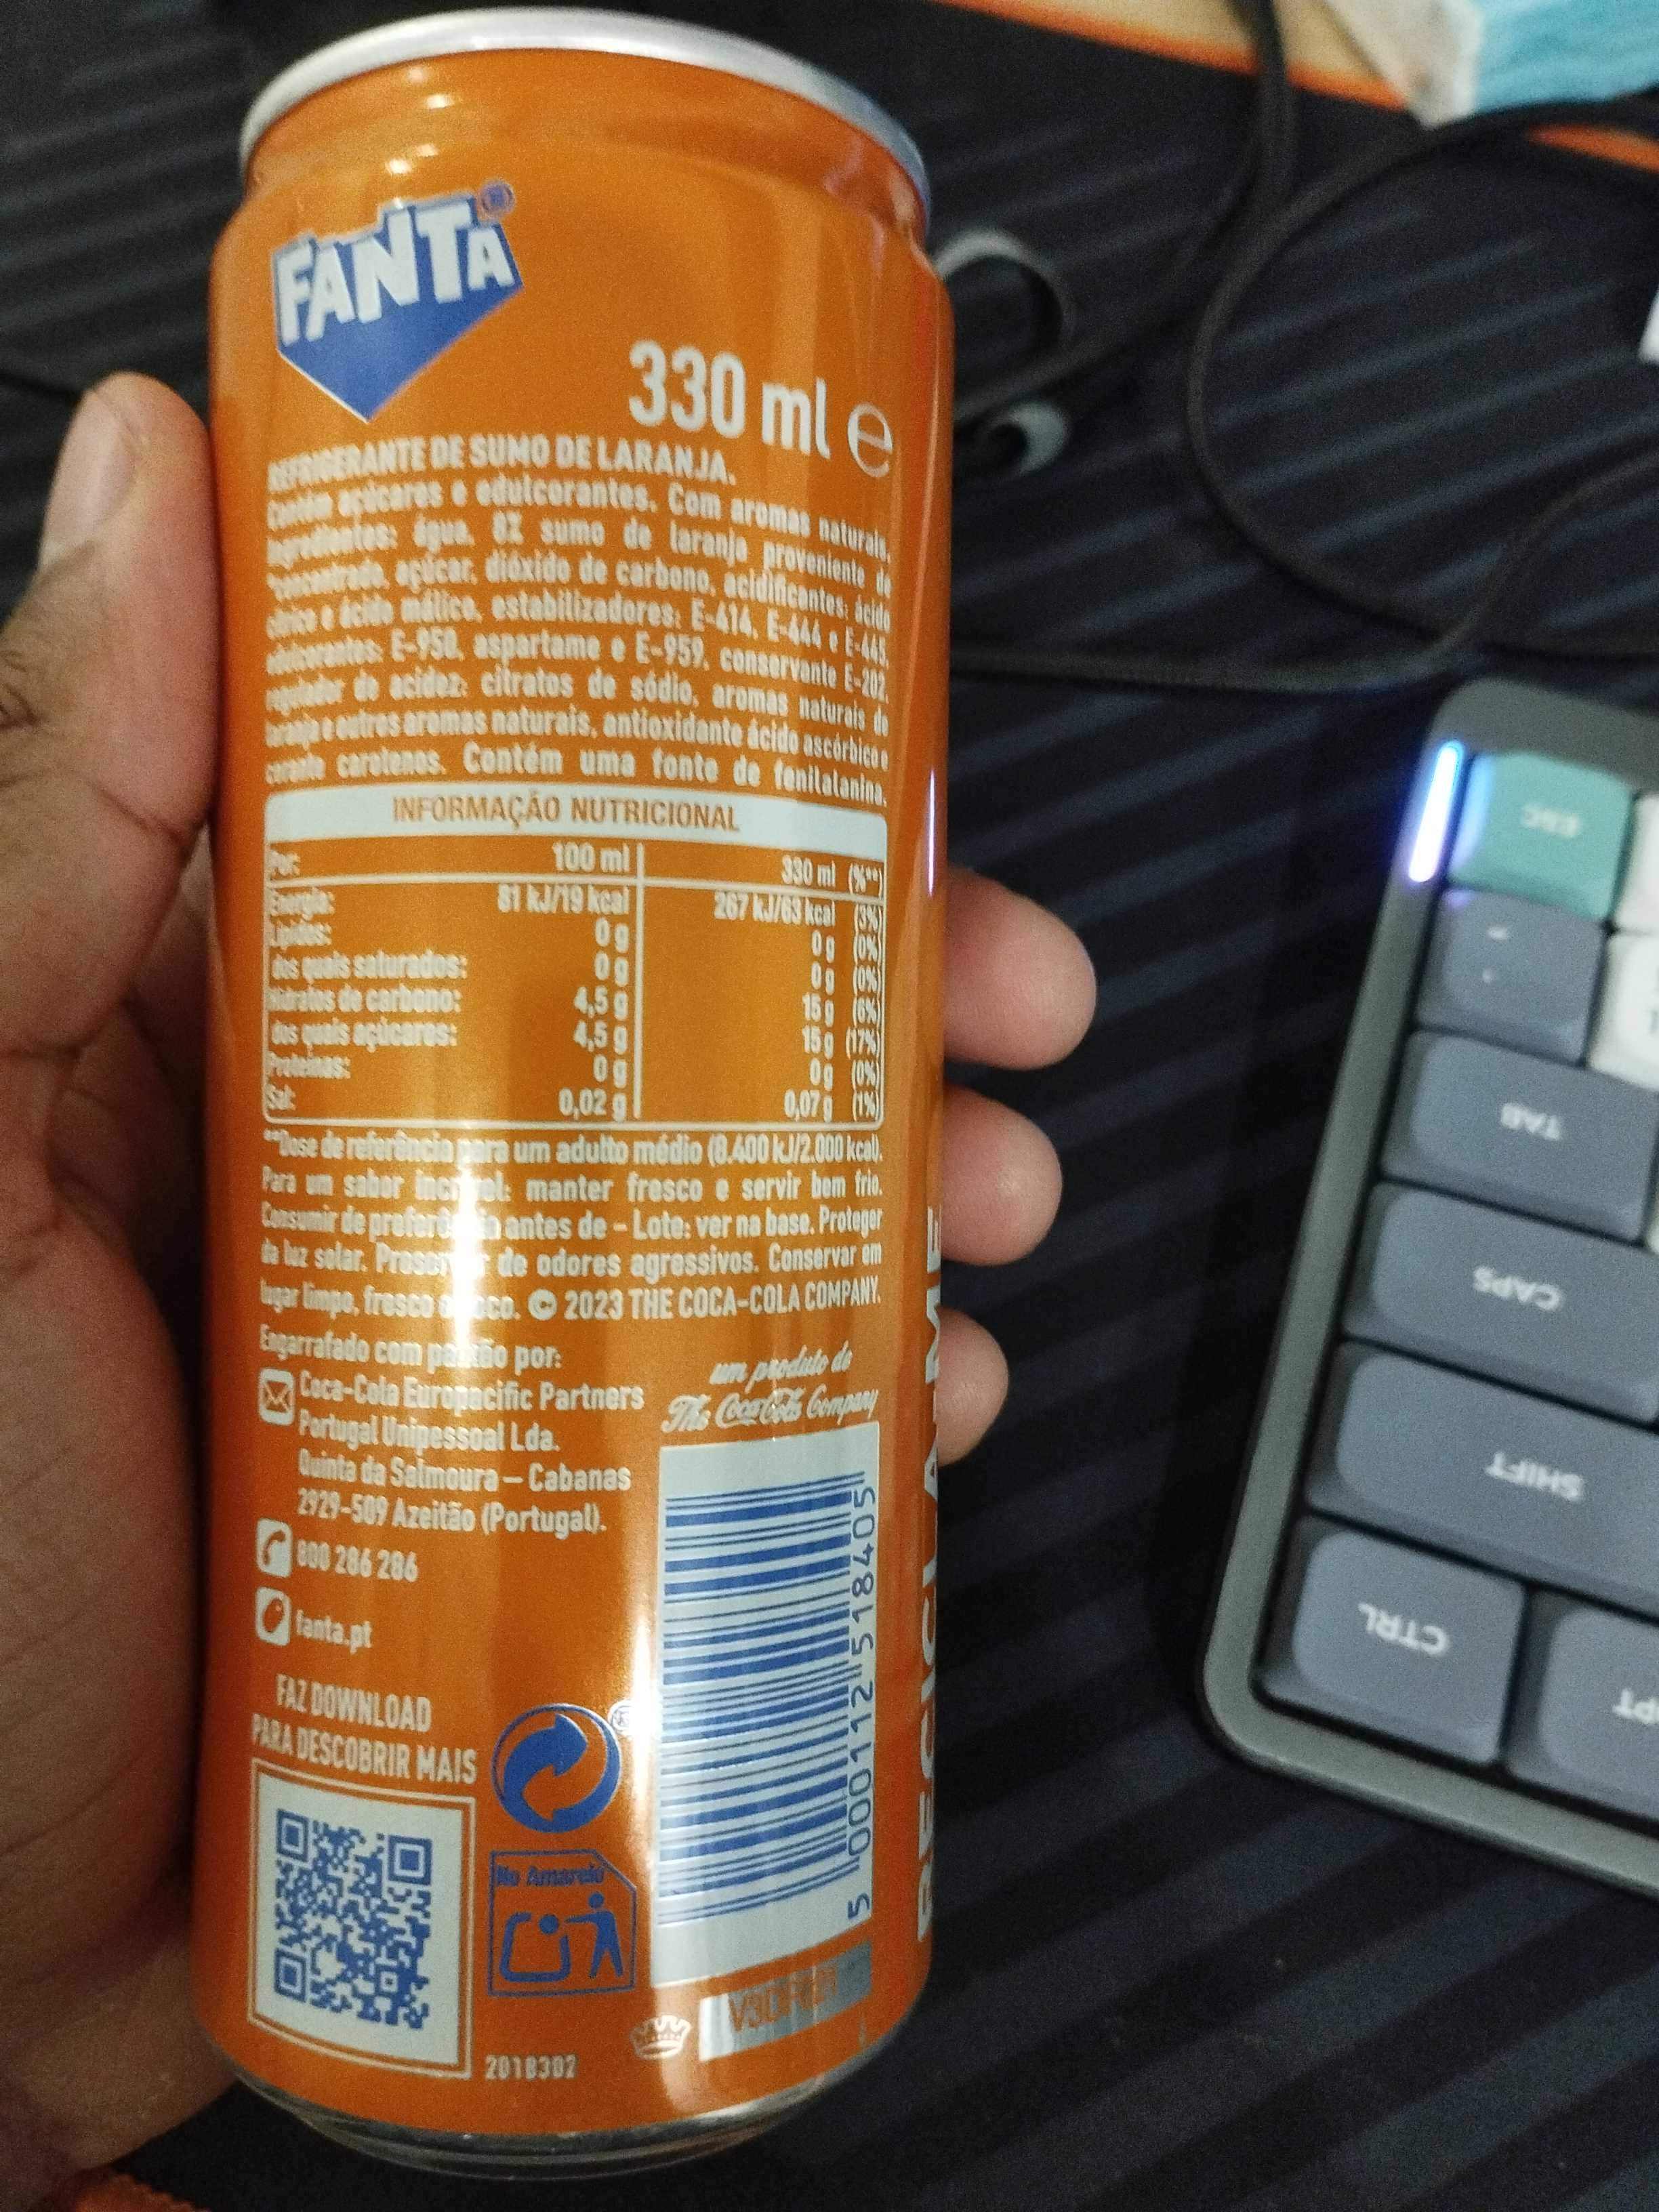 FANTA®
330 ml e
REFRIGERANTE DE SUMO DE LARANJA.
Contém açúcares e edulcorantes. Com aromas naturais.
Ingredientes: água, 8% sumo de laranja proveniente de
concentrado, açúcar, dióxido de carbono, acidificantes: ácido
cítrico e ácido málico, estabilizadores: E-414, E-444 e E-445,
edulcorantes: E-950, aspartame e E-959, conservante E-202,
regulador de acidez: citratos de sódio, aromas naturais de
laranja e outros aromas naturais, antioxidante ácido ascórbico e
corante carotenos. Contém uma fonte de fenilalanina.
INFORMAÇÃO NUTRICIONAL
Por: 100 ml 330 ml (%**)
Energia: 81 kJ/19 kcal 267 kJ/63 kcal (3%)
Lípidos: 0 g 0 g (0%)
dos quais saturados: 0 g 0 g (0%)
Hidratos de carbono: 4,5 g 15 g (6%)
dos quais açúcares: 4,5 g 15 g (17%)
Proteínas: 0 g 0 g (0%)
Sal: 0,02 g 0,07 g (1%)
**Dose de referência para um adulto médio (8.400 kJ/2.000 kcal).
Para um sabor incrível: manter fresco e servir bem frio.
Consumir de preferência antes de – Lote: ver na base. Proteger
da luz solar. Preservar de odores agressivos. Conservar em
lugar limpo, fresco e seco. © 2023 THE COCA-COLA COMPANY.
Engarrafado com paixão por:
Coca-Cola Europacific Partners
Portugal Unipessoal Lda.
Quinta da Salmoura – Cabanas
2929-509 Azeitão (Portugal).
800 286 286
fanta.pt
um produto de
The Coca-Cola Company
5 000112 518405
FAZ DOWNLOAD
PARA DESCOBRIR MAIS
No Amarelo
2018302
RECICLA-ME
ESC
TAB
CAPS
SHIFT
CTRL